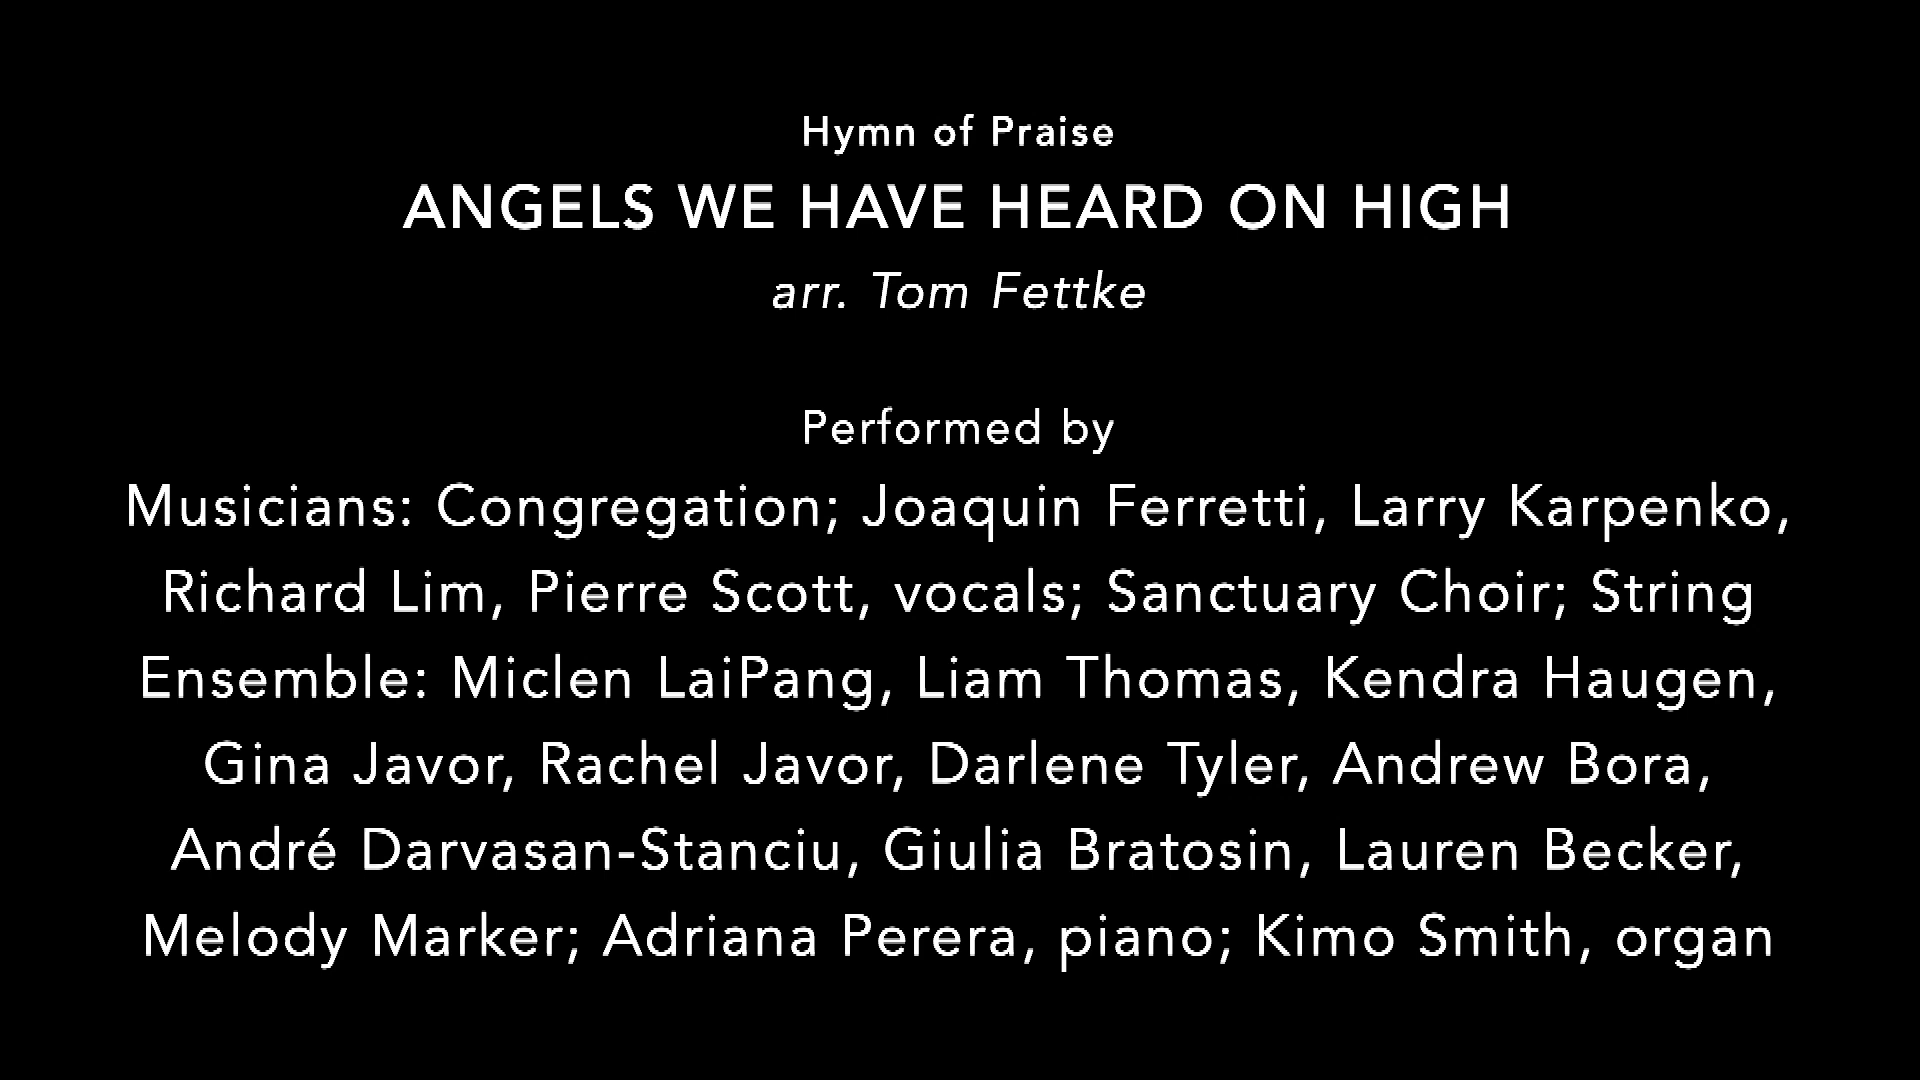 Hymn of Praise
ANGELS WE HAVE HEARD ON HIGH
arr. Tom Fettke
Performed by
Musicians: Congregation; Joaquin Ferretti, Larry Karpenko,
Richard Lim, Pierre Scott, vocals; Sanctuary Choir; String
Ensemble: Miclen LaiPang, Liam Thomas, Kendra Haugen,
Gina Javor, Rachel Javor, Darlene Tyler, Andrew Bora,
André Darvasan-Stanciu, Giulia Bratosin, Lauren Becker,
Melody Marker; Adriana Perera, piano; Kimo Smith, organ